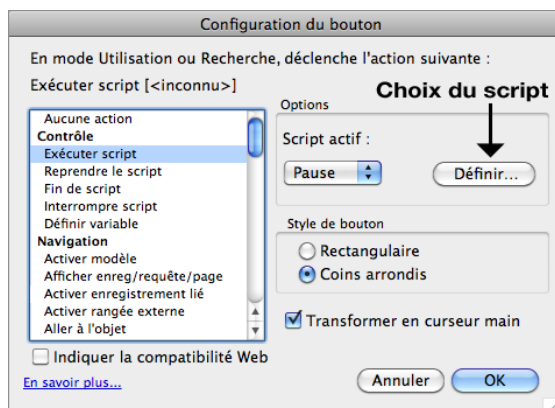 Configuration du bouton
En mode Utilisation ou Recherche, déclenche l'action suivante :
Exécuter script [<inconnu>]
Aucune action
Contrôle
Exécuter script
Reprendre le script
Fin de script
Interrompre script
Définir variable
Navigation
Activer modèle
Afficher enreg/requête/page
Activer enregistrement lié
Activer rangée externe
Aller à l'objet
Indiquer la compatibilité Web
En savoir plus...
Options
Choix du script
Script actif :
Pause
Définir...
Style de bouton
Rectangulaire
Coins arrondis
Transformer en curseur main
Annuler
OK